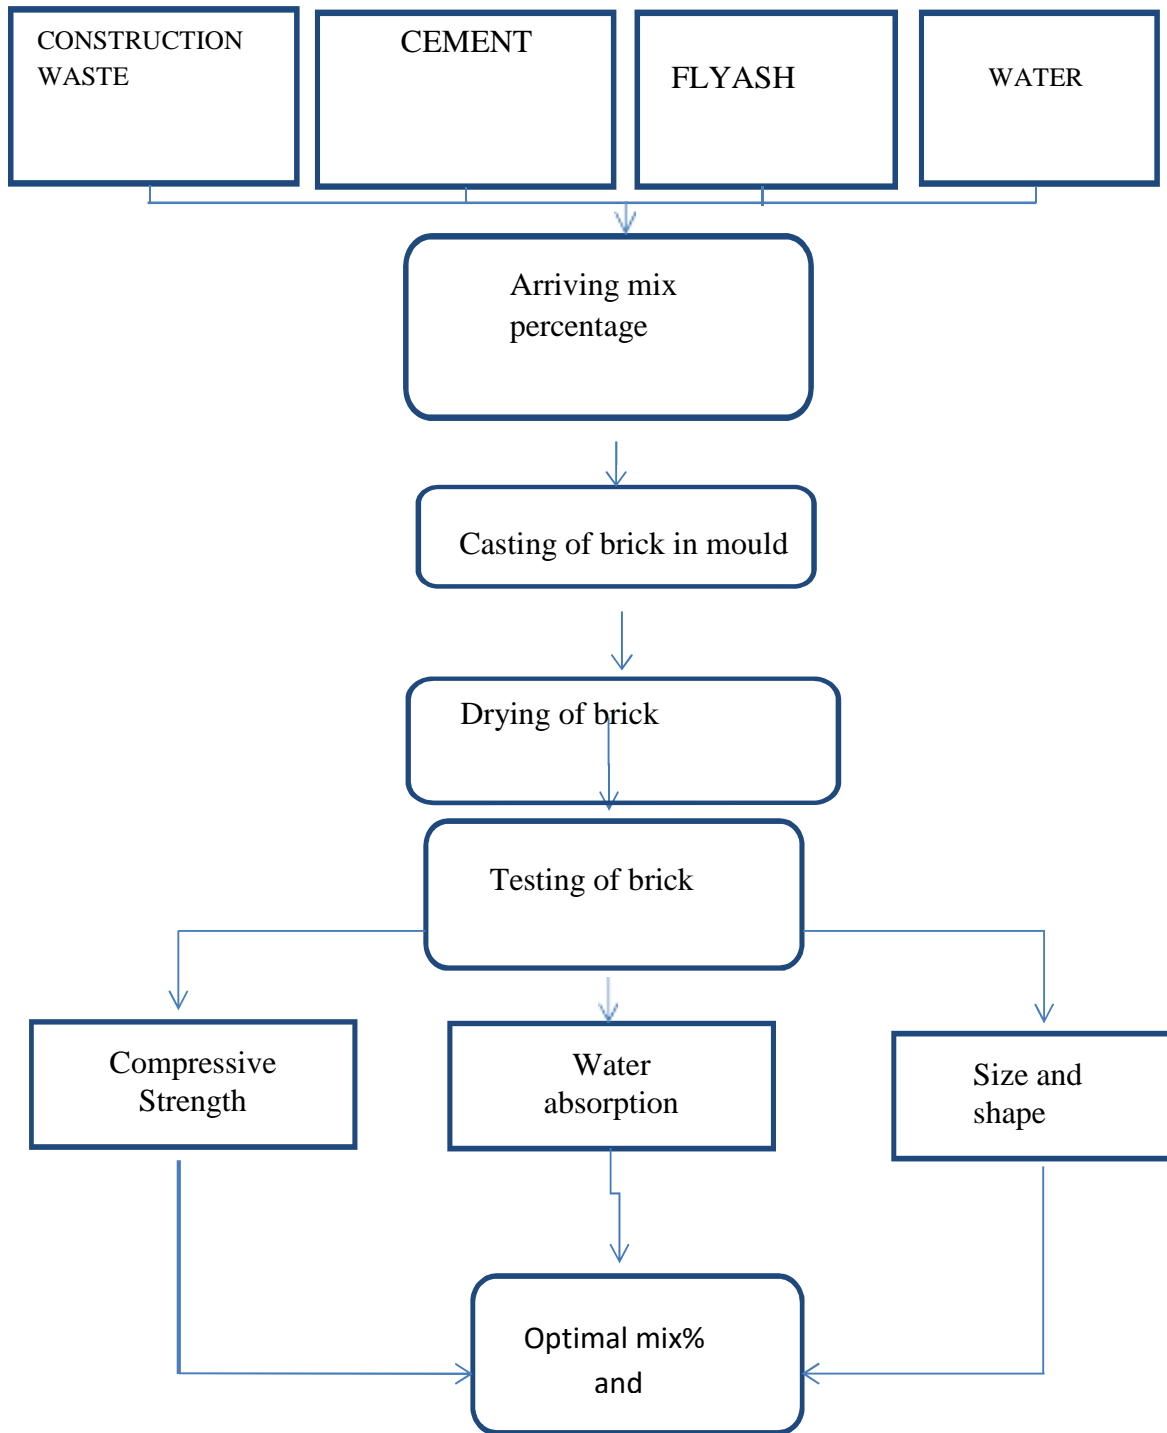 CONSTRUCTION
WASTE
CEMENT
FLYASH
WATER
Arriving mix
percentage
Casting of brick in mould
Drying of brick
Testing of brick
Compressive
Strength
Water
absorption
Size and
shape
Optimal mix%
and